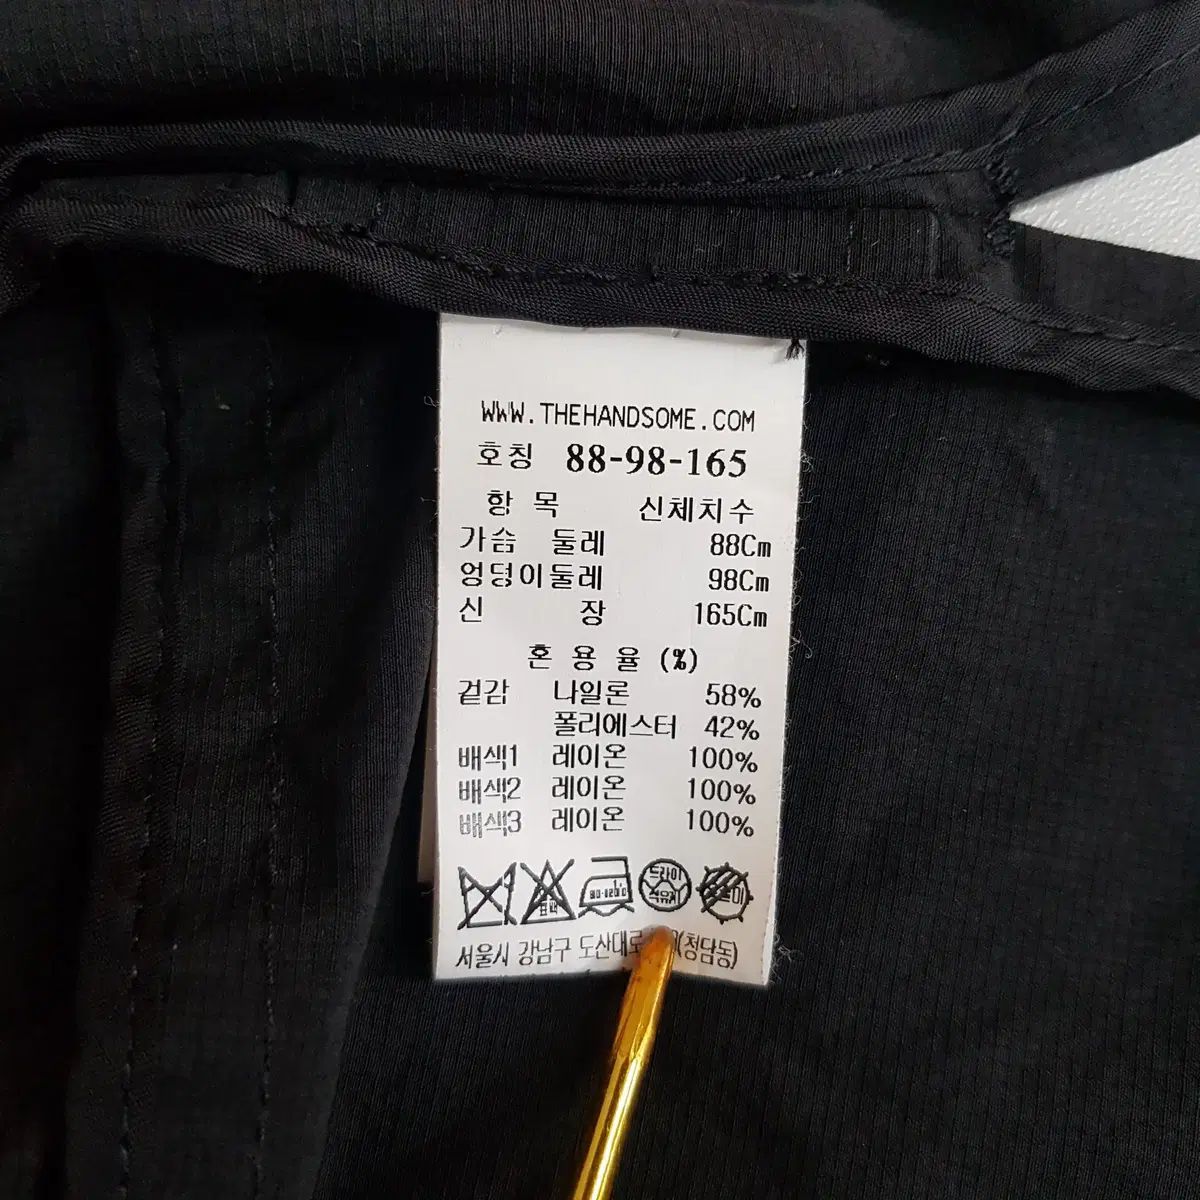 WWW.THEHANDSOME.COM
호칭 88-98-165
항 목 신체치수
가슴 둘레 88Cm
엉덩이둘레 98Cm
신 장 165Cm
혼 용 율 (%)
겉감 나일론 58%
폴리에스터 42%
배색1 레이온 100%
배색2 레이온 100%
배색3 레이온 100%
표백 80-120℃ 드라이 석유계
서울시 강남구 도산대로 (청담동)